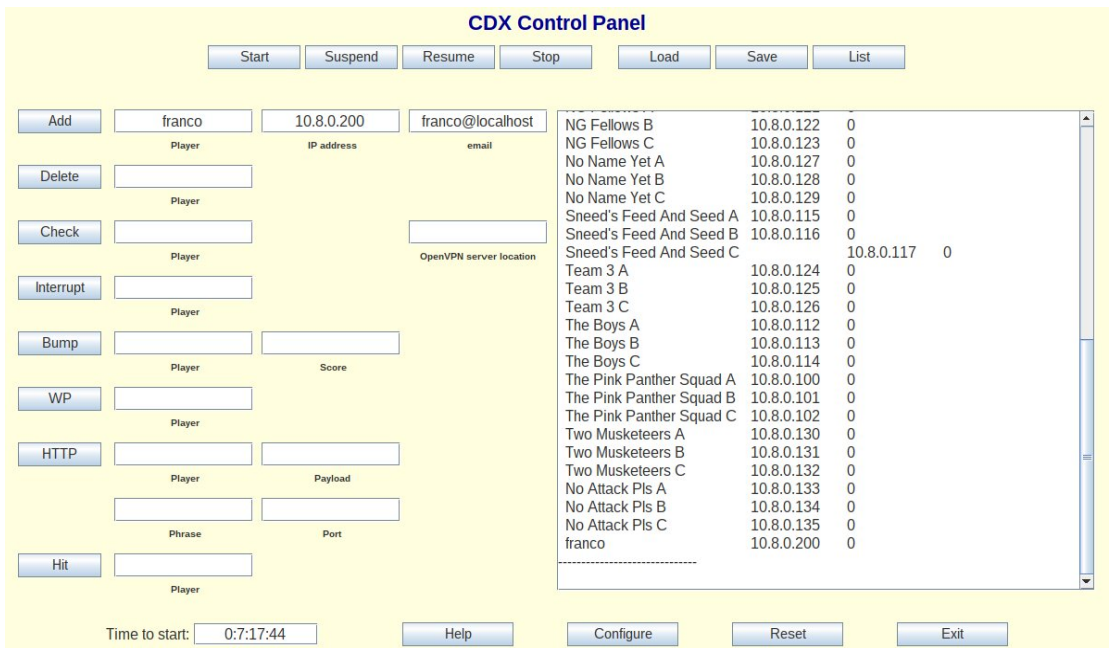 CDX Control Panel
Start Suspend Resume Stop Load Save List
Add franco 10.8.0.200 franco@localhost
Player IP address email
Delete
Player
Check
Player OpenVPN server location
Interrupt
Player
Bump
Player Score
WP
Player
HTTP
Player Payload
Phrase Port
Hit
Player
NG Fellows B 10.8.0.122 0
NG Fellows C 10.8.0.123 0
No Name Yet A 10.8.0.127 0
No Name Yet B 10.8.0.128 0
No Name Yet C 10.8.0.129 0
Sneed's Feed And Seed A 10.8.0.115 0
Sneed's Feed And Seed B 10.8.0.116 0
Sneed's Feed And Seed C 10.8.0.117 0
Team 3 A 10.8.0.124 0
Team 3 B 10.8.0.125 0
Team 3 C 10.8.0.126 0
The Boys A 10.8.0.112 0
The Boys B 10.8.0.113 0
The Boys C 10.8.0.114 0
The Pink Panther Squad A 10.8.0.100 0
The Pink Panther Squad B 10.8.0.101 0
The Pink Panther Squad C 10.8.0.102 0
Two Musketeers A 10.8.0.130 0
Two Musketeers B 10.8.0.131 0
Two Musketeers C 10.8.0.132 0
No Attack Pls A 10.8.0.133 0
No Attack Pls B 10.8.0.134 0
No Attack Pls C 10.8.0.135 0
franco 10.8.0.200 0
------------------------------
Time to start: 0:7:17:44 Help Configure Reset Exit